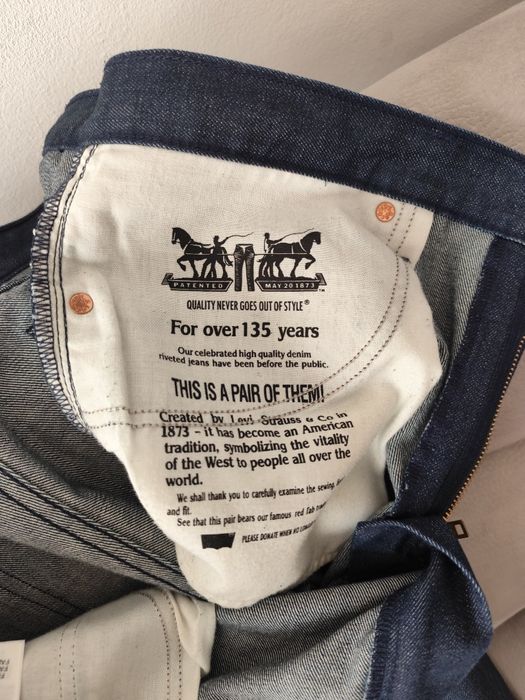 PATENTED MAY 20 1873 ™
QUALITY NEVER GOES OUT OF STYLE®
For over 135 years
Our celebrated high quality denim
riveted jeans have been before the public.
THIS IS A PAIR OF THEM!
Created by Levi Strauss & Co in
1873 - it has become an American
tradition, symbolizing the vitality
of the West to people all over the
world.
We shall thank you to carefully examine the sewing,
and fit.
See that this pair bears our famous red Tab
PLEASE DONATE WHEN NO